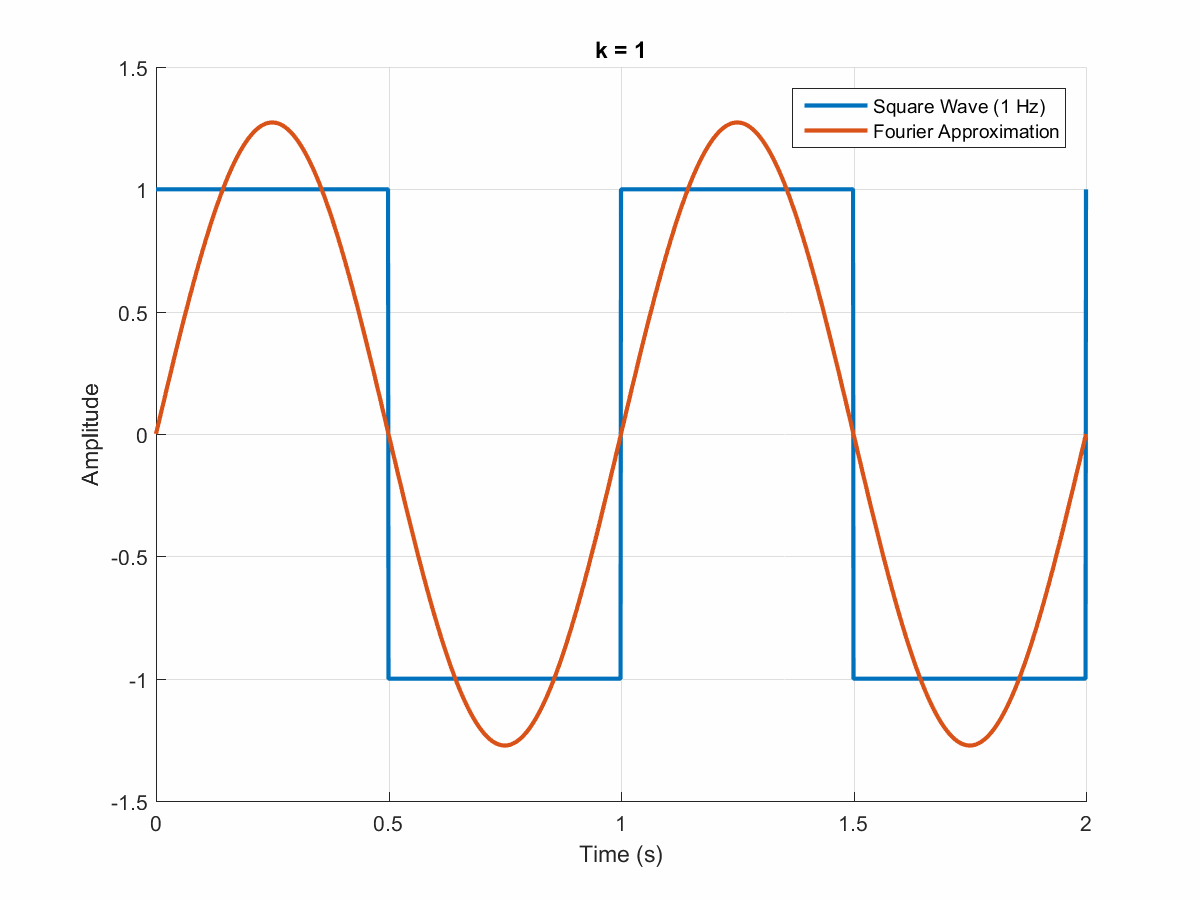 k = 1
1.5
Square Wave (1 Hz)
Fourier Approximation
1
0.5
Amplitude
0
-0.5
-1
-1.5
0 0.5 1 1.5 2
Time (s)